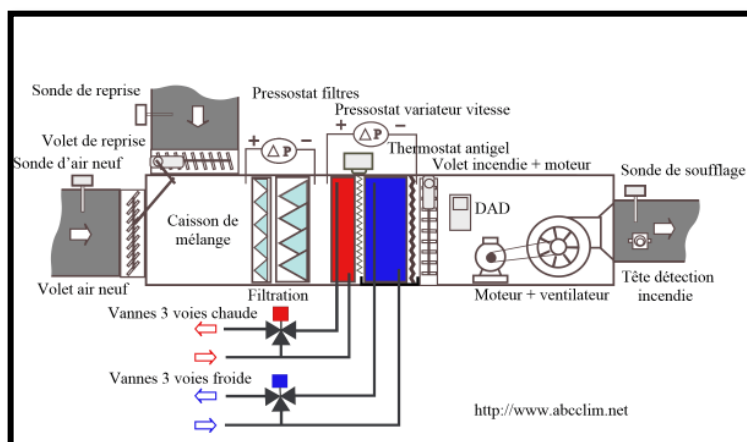 Sonde de reprise
Pressostat filtres
Pressostat variateur vitesse
Volet de reprise
+ ΔP −
+ ΔP −
Thermostat antigel
Sonde d'air neuf
Volet incendie + moteur
Sonde de soufflage
Caisson de
mélange
DAD
Volet air neuf
Filtration
Moteur + ventilateur
Tête détection
incendie
Vannes 3 voies chaude
Vannes 3 voies froide
http://www.abcclim.net